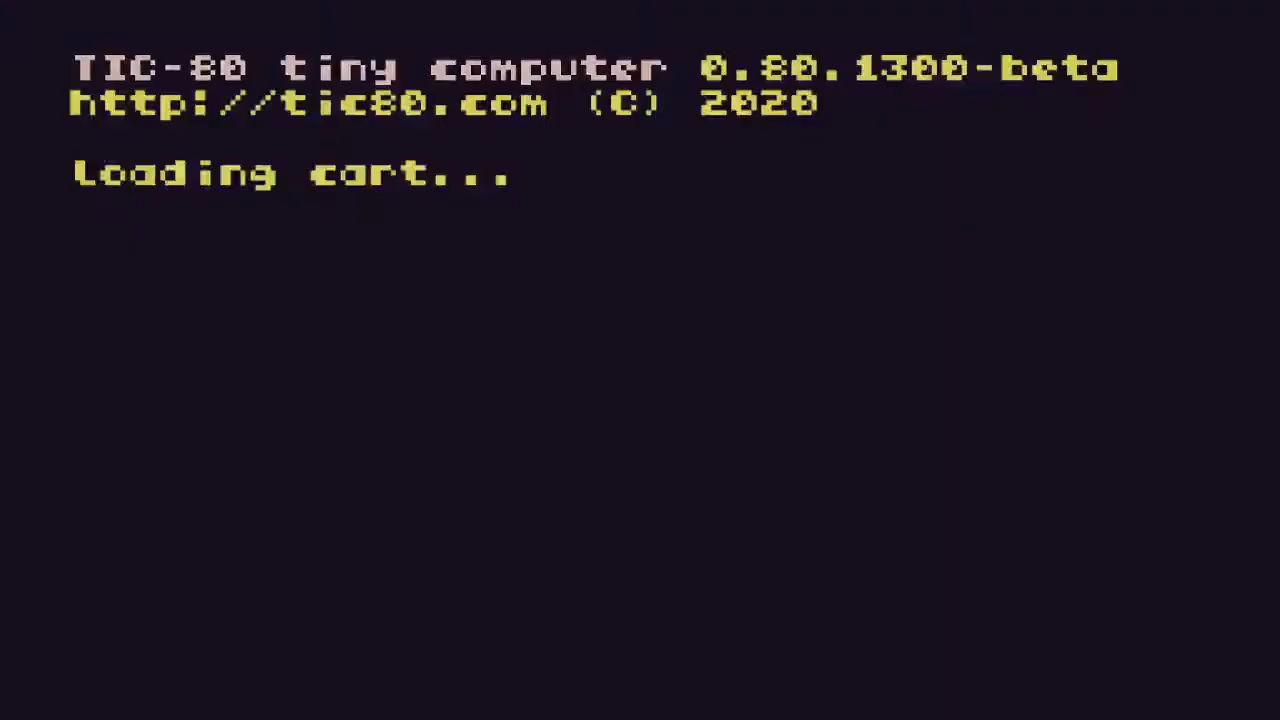 TIC-80 tiny computer 0.80.1300-beta
http://tic80.com (C) 2020
Loading cart...